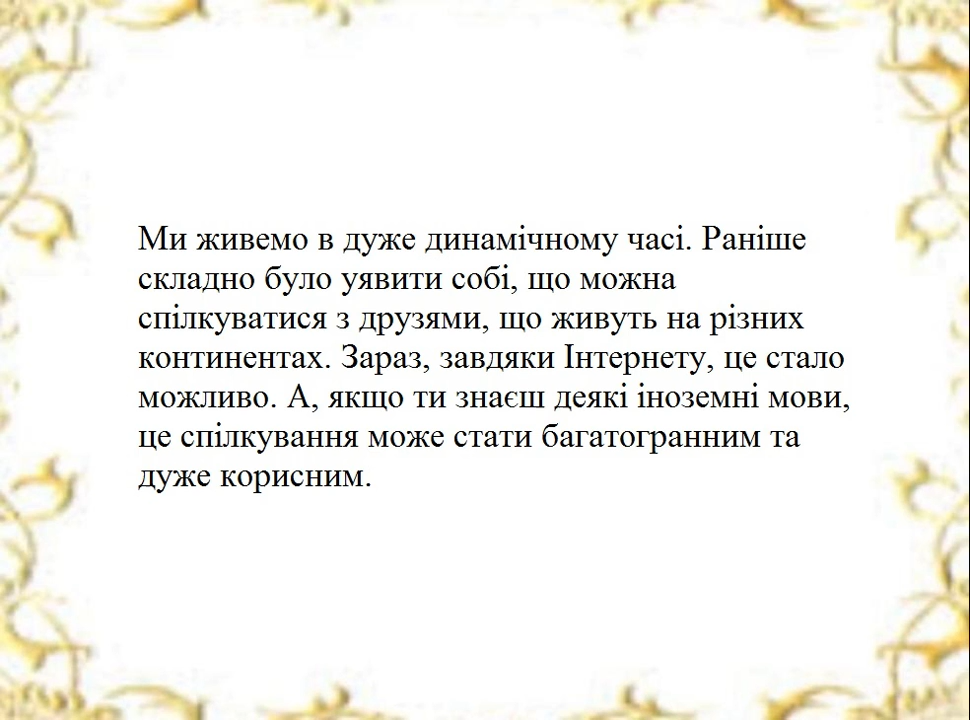 Ми живемо в дуже динамічному часі. Раніше
складно було уявити собі, що можна
спілкуватися з друзями, що живуть на різних
континентах. Зараз, завдяки Інтернету, це стало
можливо. А, якщо ти знаєш деякі іноземні мови,
це спілкування може стати багатогранним та
дуже корисним.